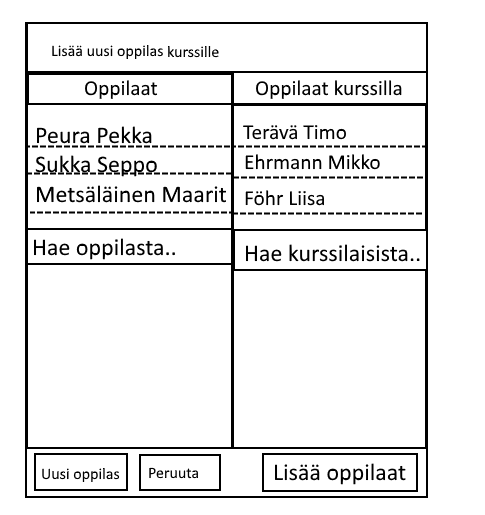 Lisää uusi oppilas kurssille
Oppilaat
Oppilaat kurssilla
Peura Pekka
Terävä Timo
Sukka Seppo
Ehrmann Mikko
Metsäläinen Maarit
Föhr Liisa
Hae oppilasta..
Hae kurssilaisista..
Uusi oppilas
Peruuta
Lisää oppilaat